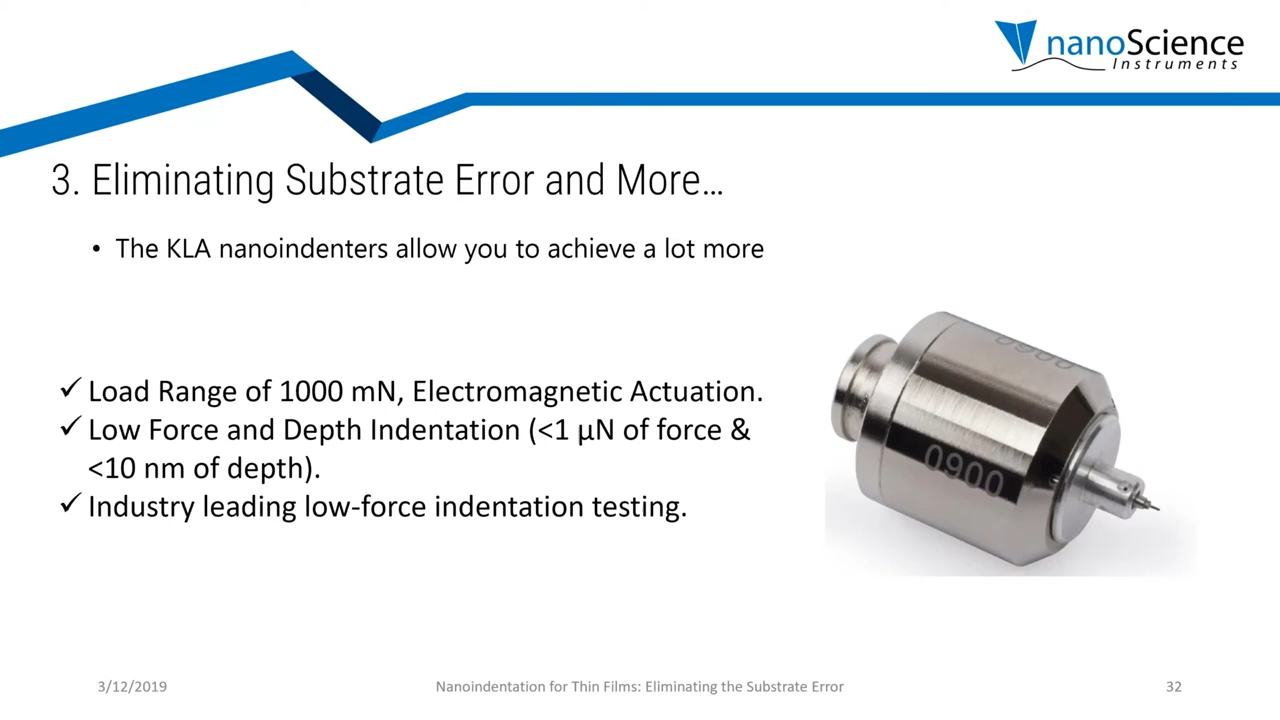 nanoScience
Instruments
3. Eliminating Substrate Error and More…
• The KLA nanoindenters allow you to achieve a lot more
✓ Load Range of 1000 mN, Electromagnetic Actuation.
✓ Low Force and Depth Indentation (<1 μN of force &
<10 nm of depth).
✓ Industry leading low-force indentation testing.
0900
0900
3/12/2019
Nanoindentation for Thin Films: Eliminating the Substrate Error
32